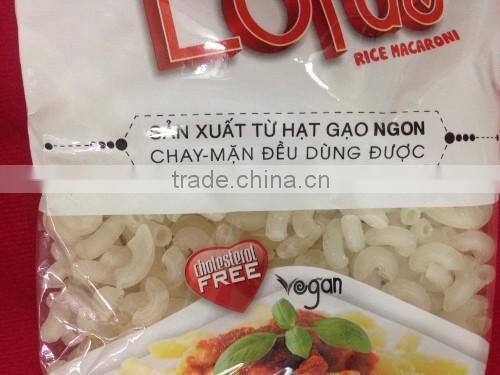 Lotus
RICE MACARONI
SẢN XUẤT TỪ HẠT GẠO NGON
CHAY-MẶN ĐỀU DÙNG ĐƯỢC
trade.china.cn
cholesterol
FREE
vegan